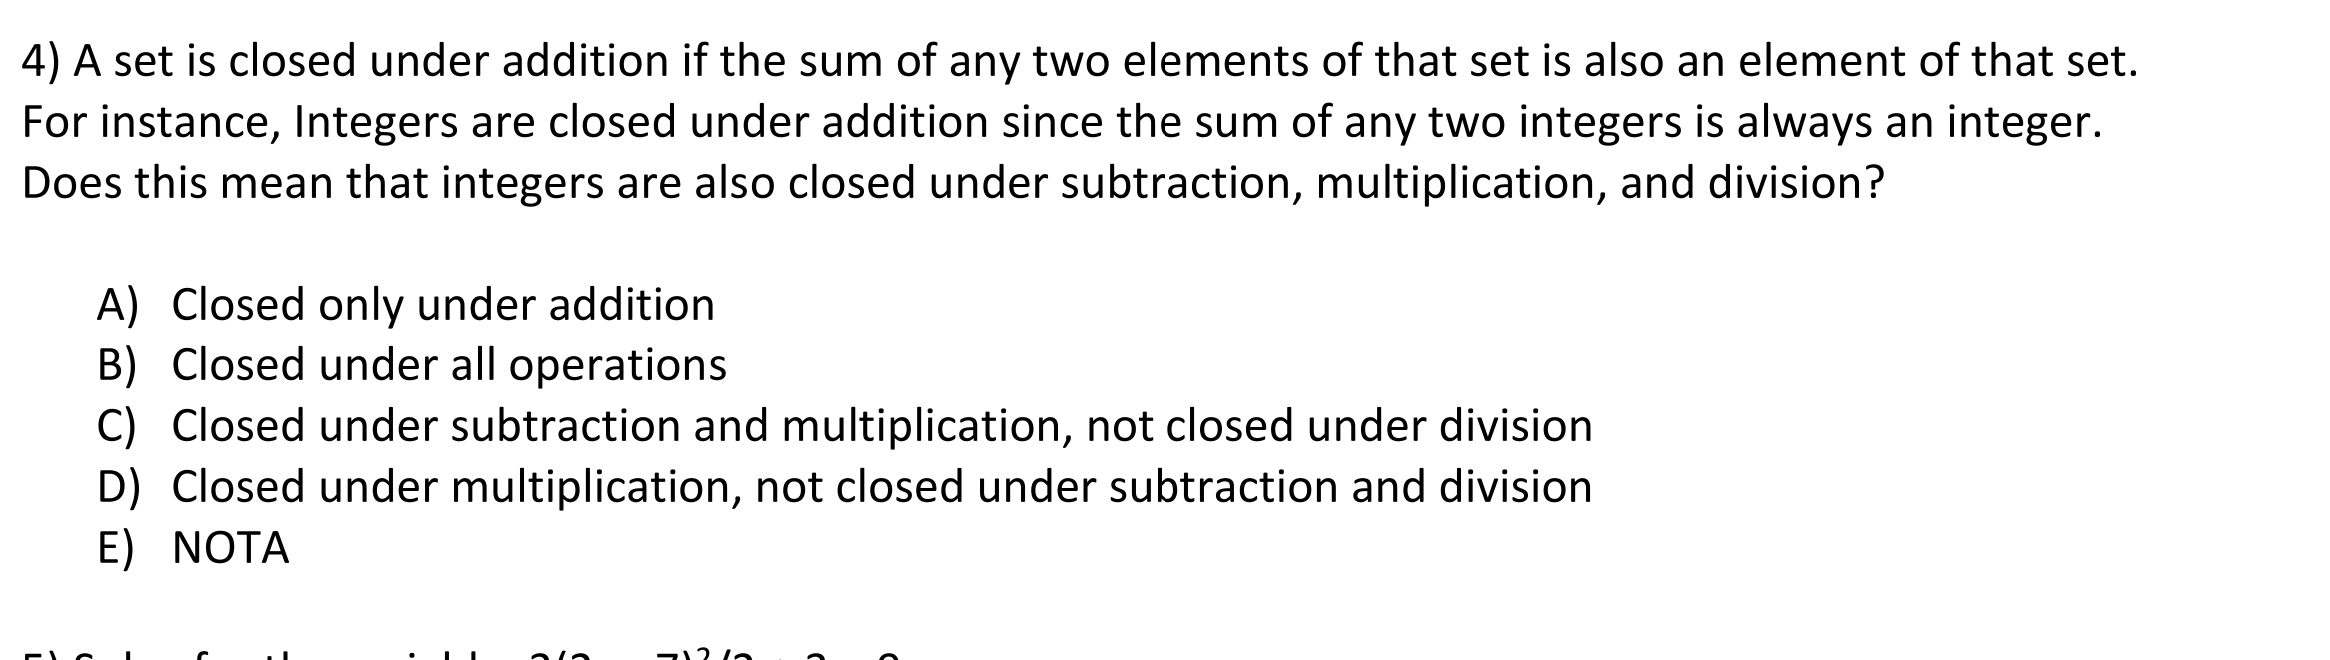 4) A set is closed under addition if the sum of any two elements of that set is also an element of that set.
For instance, Integers are closed under addition since the sum of any two integers is always an integer.
Does this mean that integers are also closed under subtraction, multiplication, and division?
A) Closed only under addition
B) Closed under all operations
C) Closed under subtraction and multiplication, not closed under division
D) Closed under multiplication, not closed under subtraction and division
E) NOTA